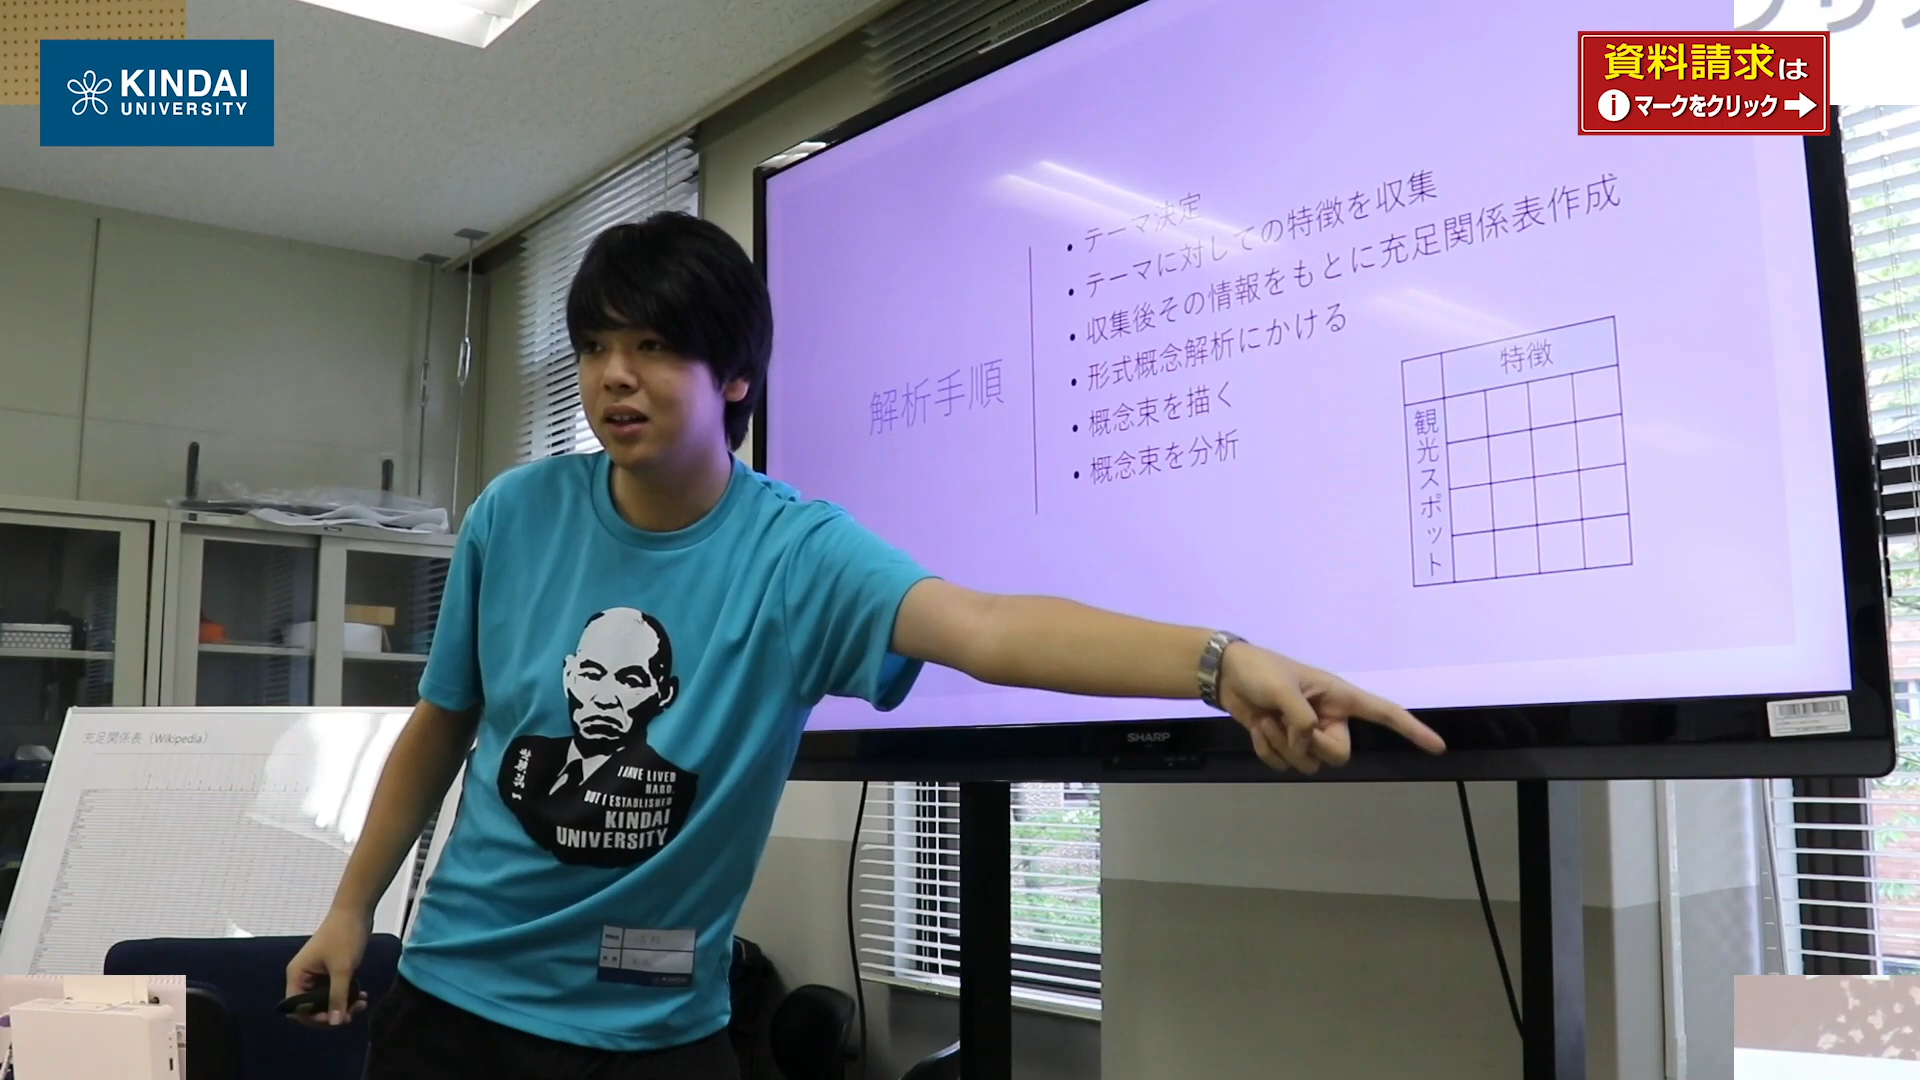 KINDAI
UNIVERSITY
資料請求は
i マークをクリック
解析手順
・テーマ決定
・テーマに対しての特徴を収集
・収集後その情報をもとに充足関係表作成
・形式概念解析にかける
・概念束を描く
・概念束を分析
特徴
観光スポット
SHARP
充足関係表（Wikipedia）
I HAVE LIVED
HARD.
BUT I ESTABLISHED
KINDAI
UNIVERSITY